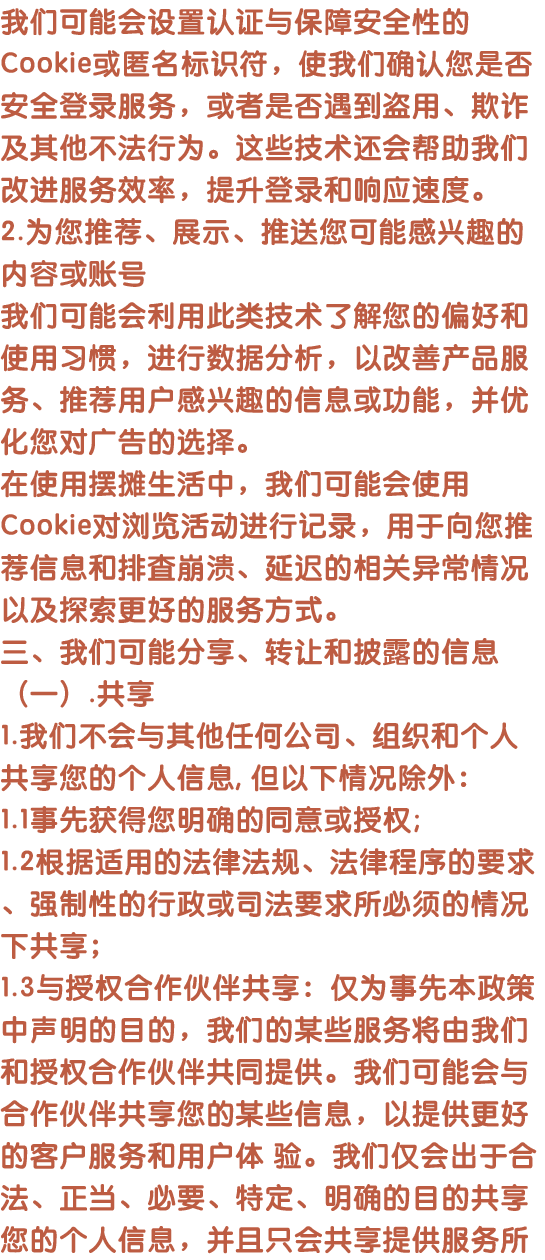 我们可能会设置认证与保障安全性的
Cookie或匿名标识符，使我们确认您是否
安全登录服务，或者是否遇到盗用、欺诈
及其他不法行为。这些技术还会帮助我们
改进服务效率，提升登录和响应速度。
2.为您推荐、展示、推送您可能感兴趣的
内容或账号
我们可能会利用此类技术了解您的偏好和
使用习惯，进行数据分析，以改善产品服
务、推荐用户感兴趣的信息或功能，并优
化您对广告的选择。
在使用摆摊生活中，我们可能会使用
Cookie对浏览活动进行记录，用于向您推
荐信息和排查崩溃、延迟的相关异常情况
以及探索更好的服务方式。
三、我们可能分享、转让和披露的信息
（一）.共享
1.我们不会与其他任何公司、组织和个人
共享您的个人信息, 但以下情况除外：
1.1事先获得您明确的同意或授权;
1.2根据适用的法律法规、法律程序的要求
、强制性的行政或司法要求所必须的情况
下共享；
1.3与授权合作伙伴共享：仅为事先本政策
中声明的目的，我们的某些服务将由我们
和授权合作伙伴共同提供。我们可能会与
合作伙伴共享您的某些信息，以提供更好
的客户服务和用户体 验。我们仅会出于合
法、正当、必要、特定、明确的目的共享
您的个人信息，并且只会共享提供服务所